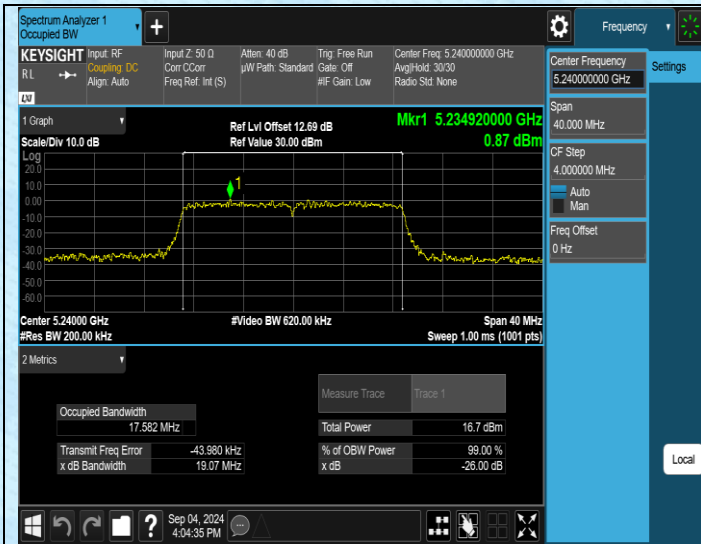 Spectrum Analyzer 1
Occupied BW
+
Frequency
KEYSIGHT
RL
LXI
Input: RF
Coupling: DC
Align: Auto
Input Z: 50 Ω
Corr CCorr
Freq Ref: Int (S)
Atten: 40 dB
µW Path: Standard
Trig: Free Run
Gate: Off
#IF Gain: Low
Center Freq: 5.240000000 GHz
Avg|Hold: 30/30
Radio Std: None
Center Frequency
5.240000000 GHz
Settings
Span
40.000 MHz
CF Step
4.000000 MHz
Auto
Man
Freq Offset
0 Hz
1 Graph
Scale/Div 10.0 dB
Ref Lvl Offset 12.69 dB
Ref Value 30.00 dBm
Mkr1 5.234920000 GHz
0.87 dBm
Log
20.0
10.0
0.00
-10.0
-20.0
-30.0
-40.0
-50.0
-60.0
1
Center 5.24000 GHz
#Res BW 200.00 kHz
#Video BW 620.00 kHz
Span 40 MHz
Sweep 1.00 ms (1001 pts)
2 Metrics
Measure Trace
Trace 1
Occupied Bandwidth
17.582 MHz
Total Power
16.7 dBm
Transmit Freq Error
-43.980 kHz
% of OBW Power
99.00 %
x dB Bandwidth
19.07 MHz
x dB
-26.00 dB
Local
?
Sep 04, 2024
4:04:35 PM